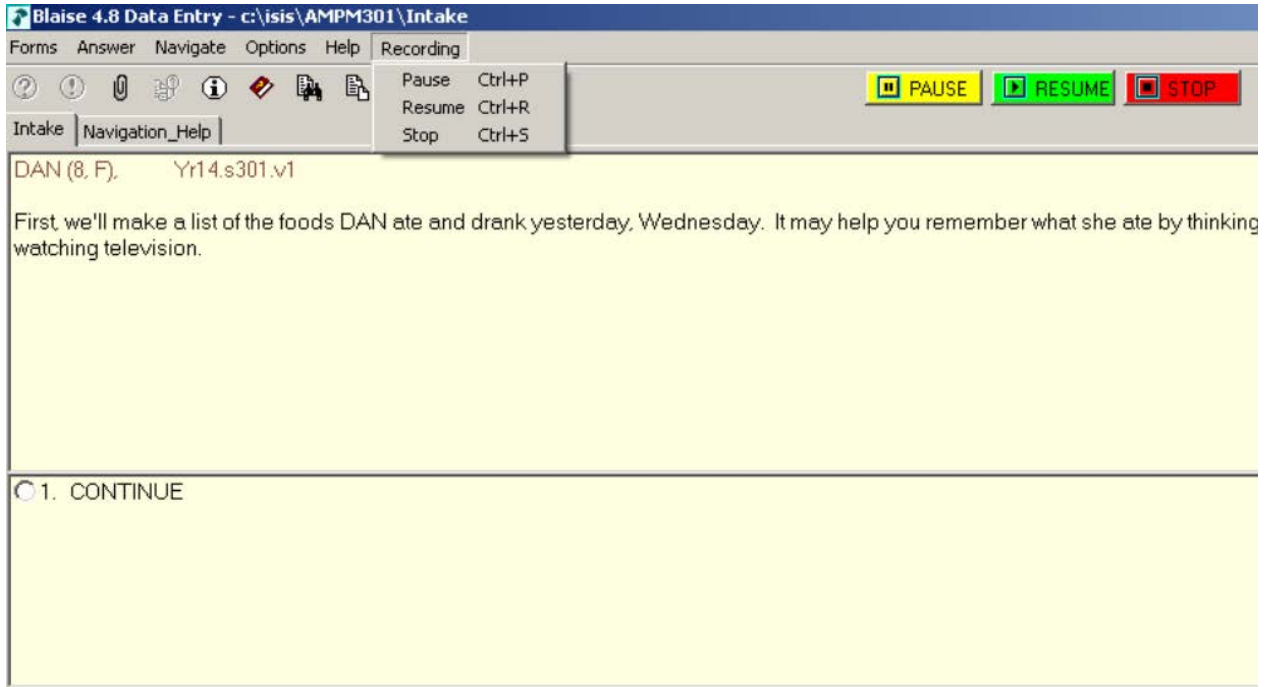 Blaise 4.8 Data Entry - c:\isis\AMPM301\Intake
Forms Answer Navigate Options Help Recording
Pause Ctrl+P
Resume Ctrl+R
Stop Ctrl+S
PAUSE RESUME STOP
Intake Navigation_Help
DAN (8, F), Yr14.s301.v1
First, we'll make a list of the foods DAN ate and drank yesterday, Wednesday. It may help you remember what she ate by thinking
watching television.
1. CONTINUE